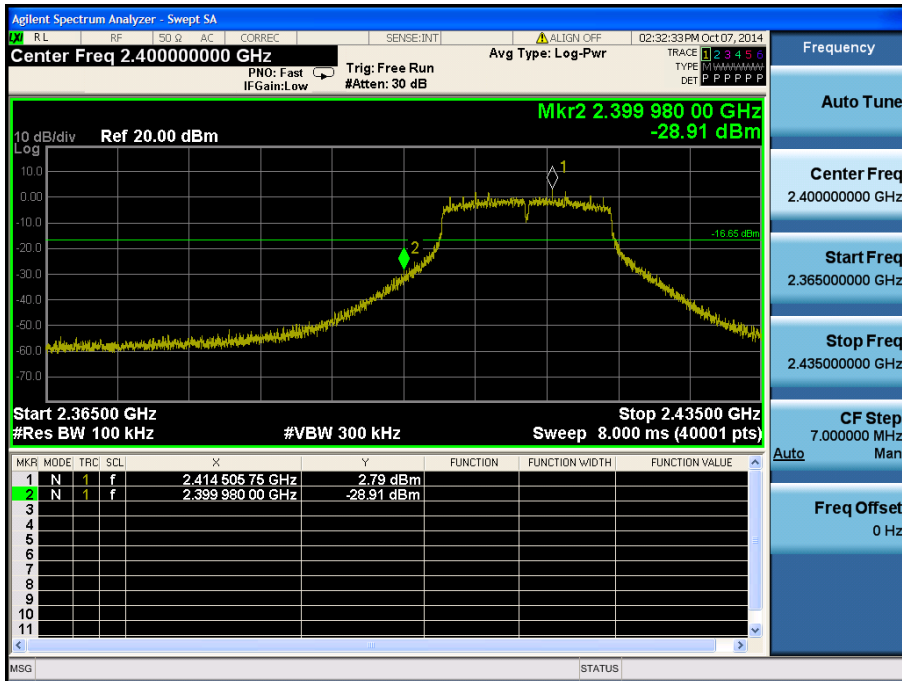 Agilent Spectrum Analyzer - Swept SA
LXI RL RF 50 Ω AC CORREC SENSE:INT ALIGN OFF 02:32:33 PM Oct 07, 2014
Center Freq 2.400000000 GHz
PNO: Fast
IFGain:Low
Trig: Free Run
#Atten: 30 dB
Avg Type: Log-Pwr
TRACE 1 2 3 4 5 6
TYPE M W W W W W
DET P P P P P P
Mkr2 2.399 980 00 GHz
-28.91 dBm
10 dB/div Ref 20.00 dBm
Log
10.0
0.00
-10.0
-20.0
-30.0
-40.0
-50.0
-60.0
-70.0
1
2
-16.65 dBm
Start 2.36500 GHz Stop 2.43500 GHz
#Res BW 100 kHz #VBW 300 kHz Sweep 8.000 ms (40001 pts)
MKR MODE TRC SCL X Y FUNCTION FUNCTION WIDTH FUNCTION VALUE
1 N 1 f 2.414 505 75 GHz 2.79 dBm
2 N 1 f 2.399 980 00 GHz -28.91 dBm
3
4
5
6
7
8
9
10
11
MSG STATUS
Frequency
Auto Tune
Center Freq
2.400000000 GHz
Start Freq
2.365000000 GHz
Stop Freq
2.435000000 GHz
CF Step
7.000000 MHz
Auto Man
Freq Offset
0 Hz